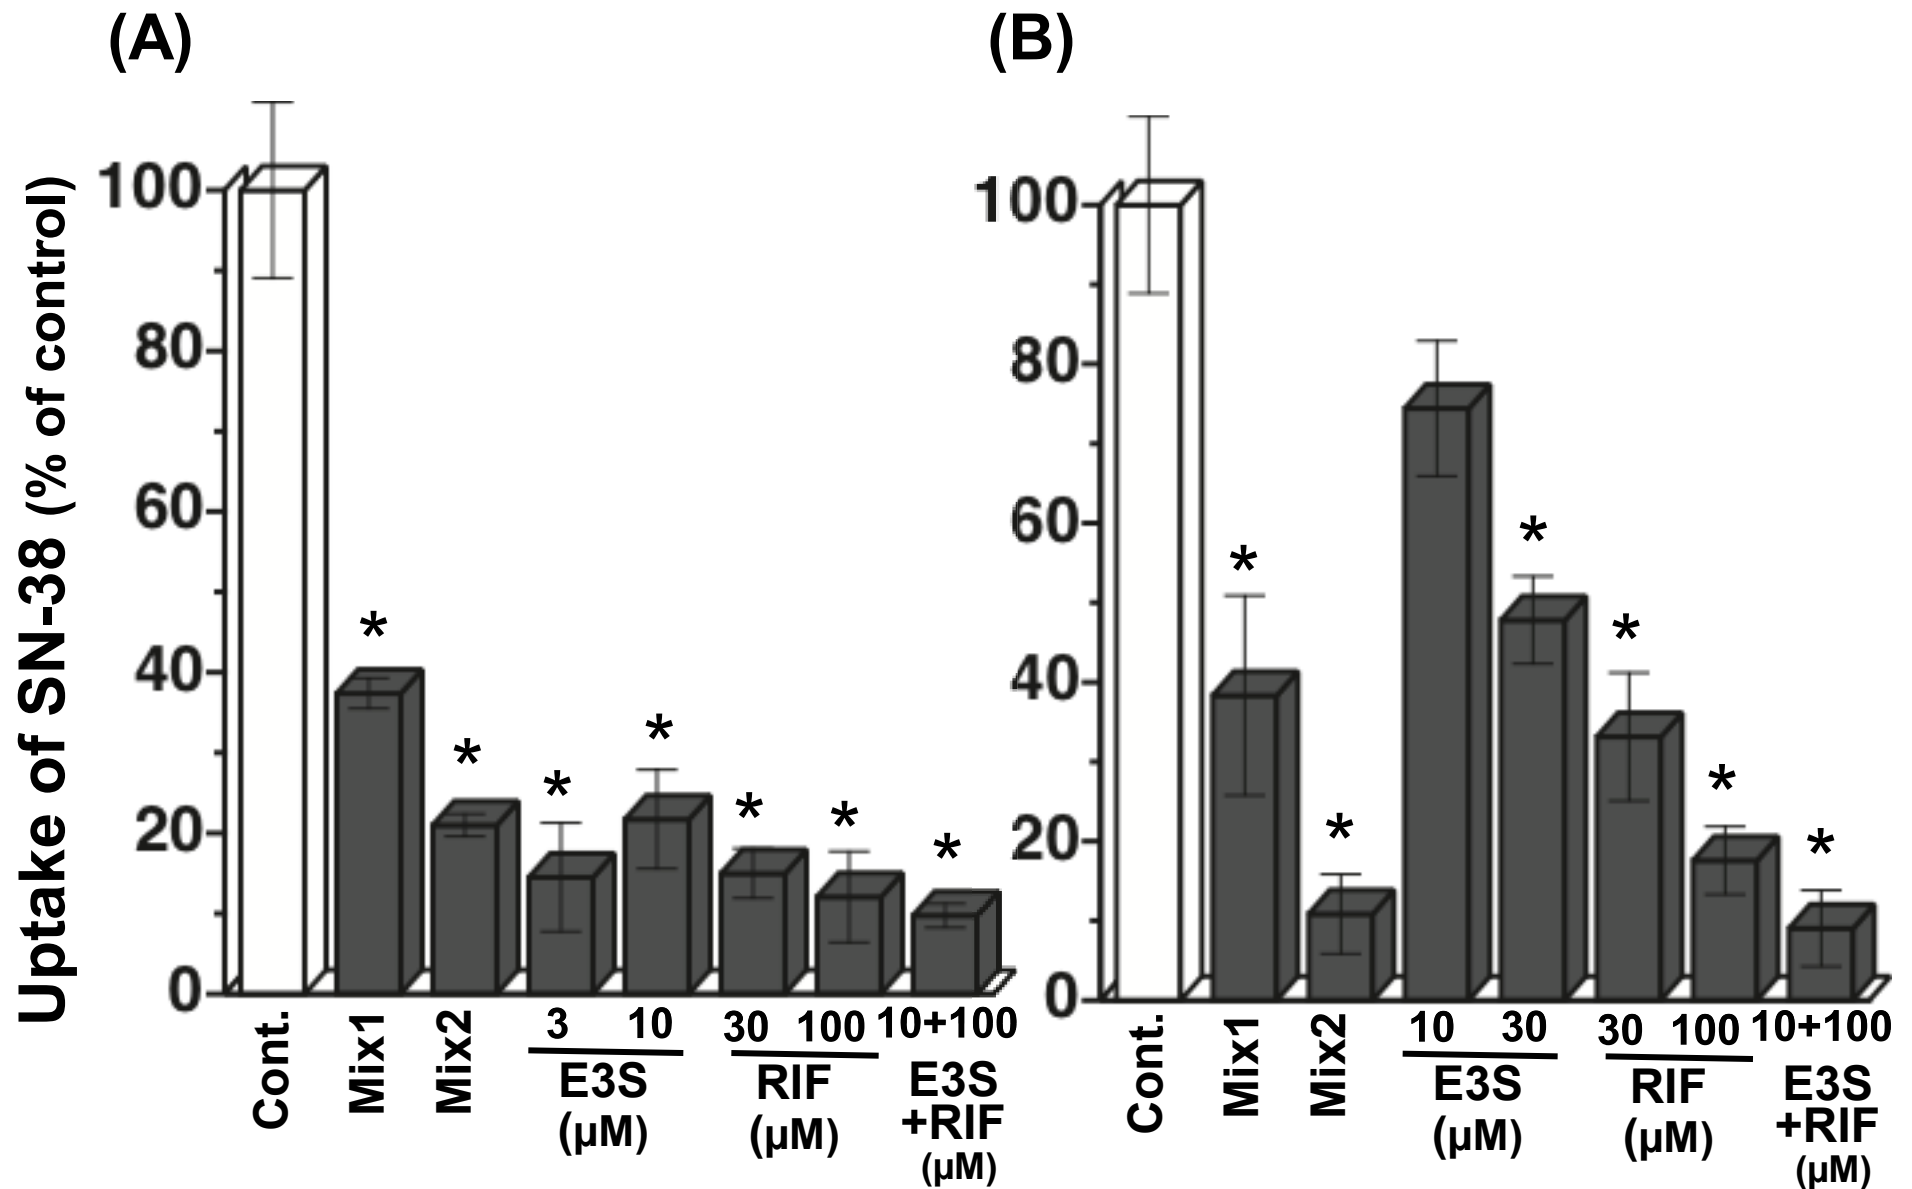 (A)
(B)
Uptake of SN-38 (% of control)
100
80
60
40
20
0
* * * * * * *
Cont.
Mix1
Mix2
3 10
E3S
(µM)
30 100
RIF
(µM)
10+100
E3S
+RIF
(µM)
100
80
60
40
20
0
* * * * * *
Cont.
Mix1
Mix2
10 30
E3S
(µM)
30 100
RIF
(µM)
10+100
E3S
+RIF
(µM)